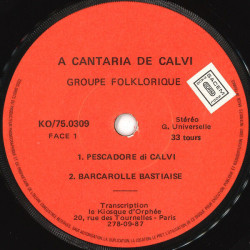 A CANTARIA DE CALVI
GROUPE FOLKLORIQUE
SACEM
KO/75.0309
FACE 1
Stéréo
G. Universelle
33 tours
1. PESCADORE di CALVI
2. BARCAROLLE BASTIAISE
Transcription
le Kiosque d'Orphée
20, rue des Tournelles - Paris
278-09-87